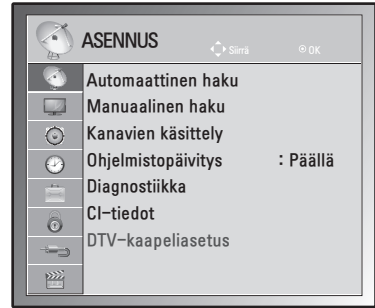 ASENNUS Siirrä OK
Automaattinen haku
Manuaalinen haku
Kanavien käsittely
Ohjelmistopäivitys : Päällä
Diagnostiikka
CI-tiedot
DTV-kaapeliasetus